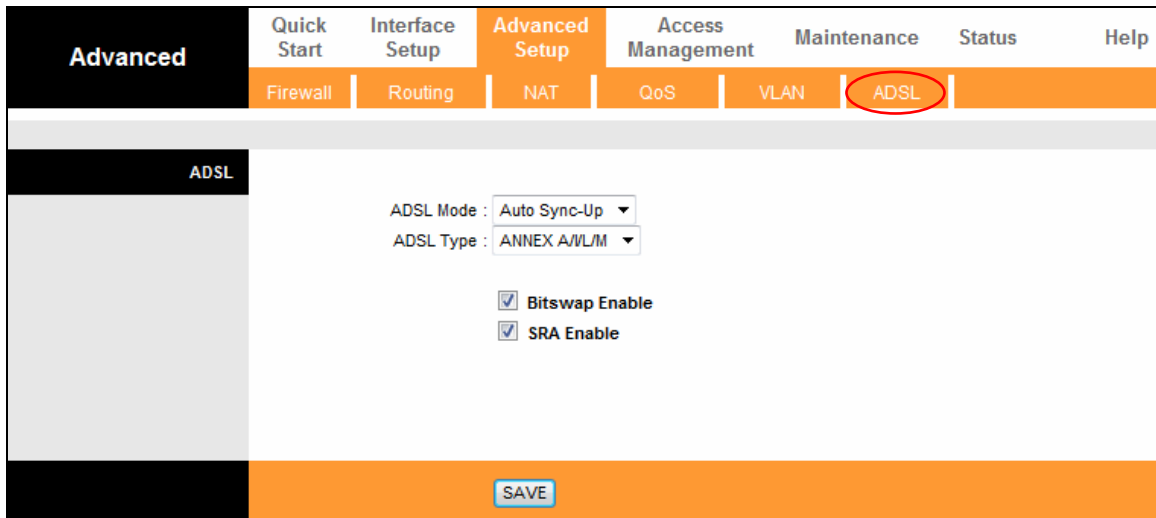 Advanced
Quick Start
Interface Setup
Advanced Setup
Access Management
Maintenance
Status
Help
Firewall
Routing
NAT
QoS
VLAN
ADSL
ADSL
ADSL Mode : Auto Sync-Up
ADSL Type : ANNEX A/I/L/M
Bitswap Enable
SRA Enable
SAVE